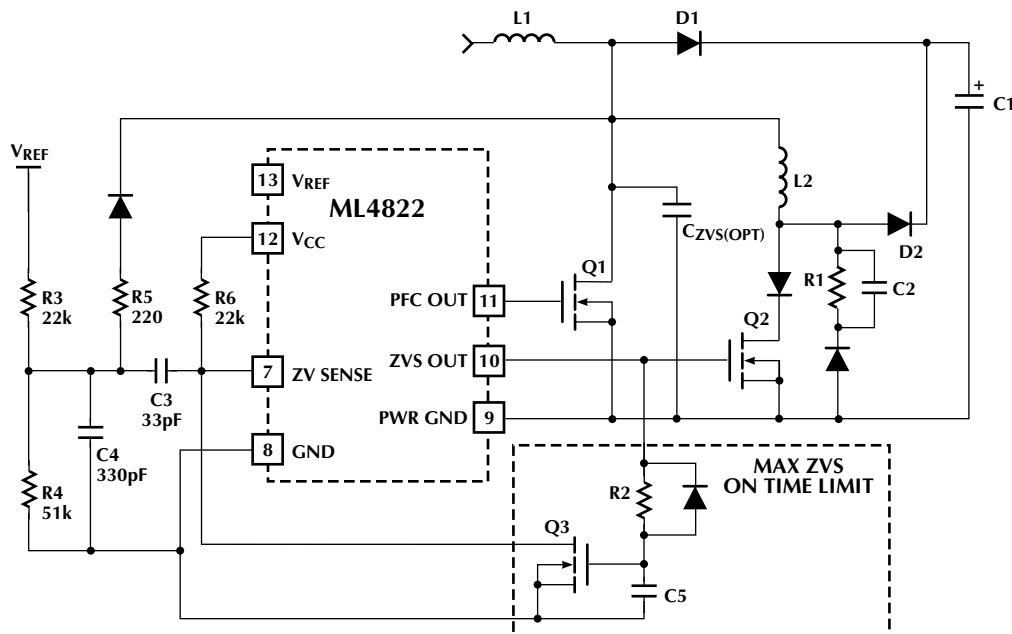 L1
D1
+
C1
VREF
13
VREF
ML4822
L2
12
VCC
CZVS(OPT)
D2
Q1
R1
C2
R3
22k
R5
220
R6
22k
PFC OUT
11
Q2
ZVS OUT
10
7
ZV SENSE
C3
33pF
PWR GND
9
C4
330pF
8
GND
MAX ZVS
ON TIME LIMIT
R4
51k
R2
Q3
C5